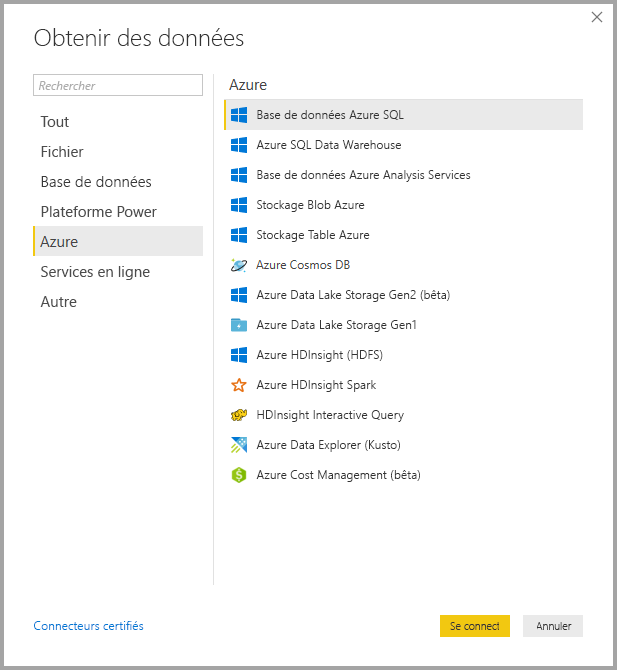 Obtenir des données
Rechercher
Tout
Fichier
Base de données
Plateforme Power
Azure
Services en ligne
Autre
Azure
Base de données Azure SQL
Azure SQL Data Warehouse
Base de données Azure Analysis Services
Stockage Blob Azure
Stockage Table Azure
Azure Cosmos DB
Azure Data Lake Storage Gen2 (bêta)
Azure Data Lake Storage Gen1
Azure HDInsight (HDFS)
Azure HDInsight Spark
HDInsight Interactive Query
Azure Data Explorer (Kusto)
Azure Cost Management (bêta)
Connecteurs certifiés
Se connect
Annuler